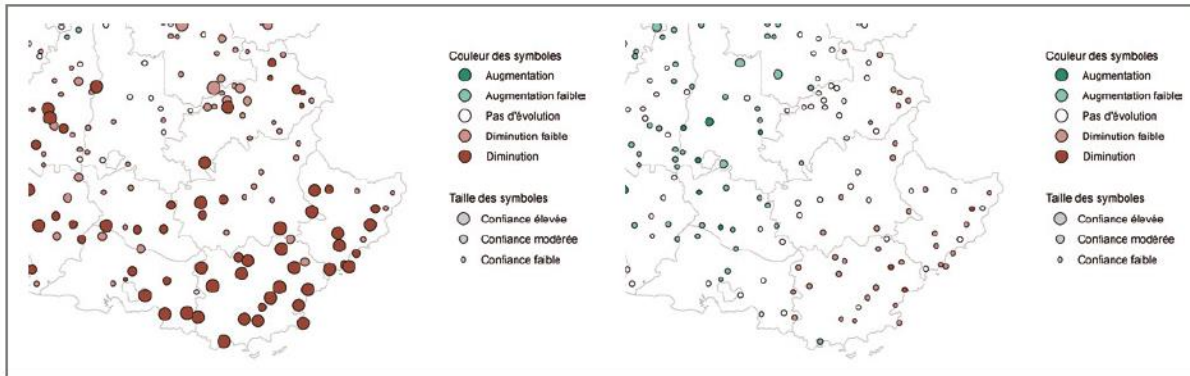 Couleur des symboles
Augmentation
Augmentation faible
Pas d'évolution
Diminution faible
Diminution
Taille des symboles
Confiance élevée
Confiance modérée
Confiance faible
Couleur des symboles
Augmentation
Augmentation faible
Pas d'évolution
Diminution faible
Diminution
Taille des symboles
Confiance élevée
Confiance modérée
Confiance faible